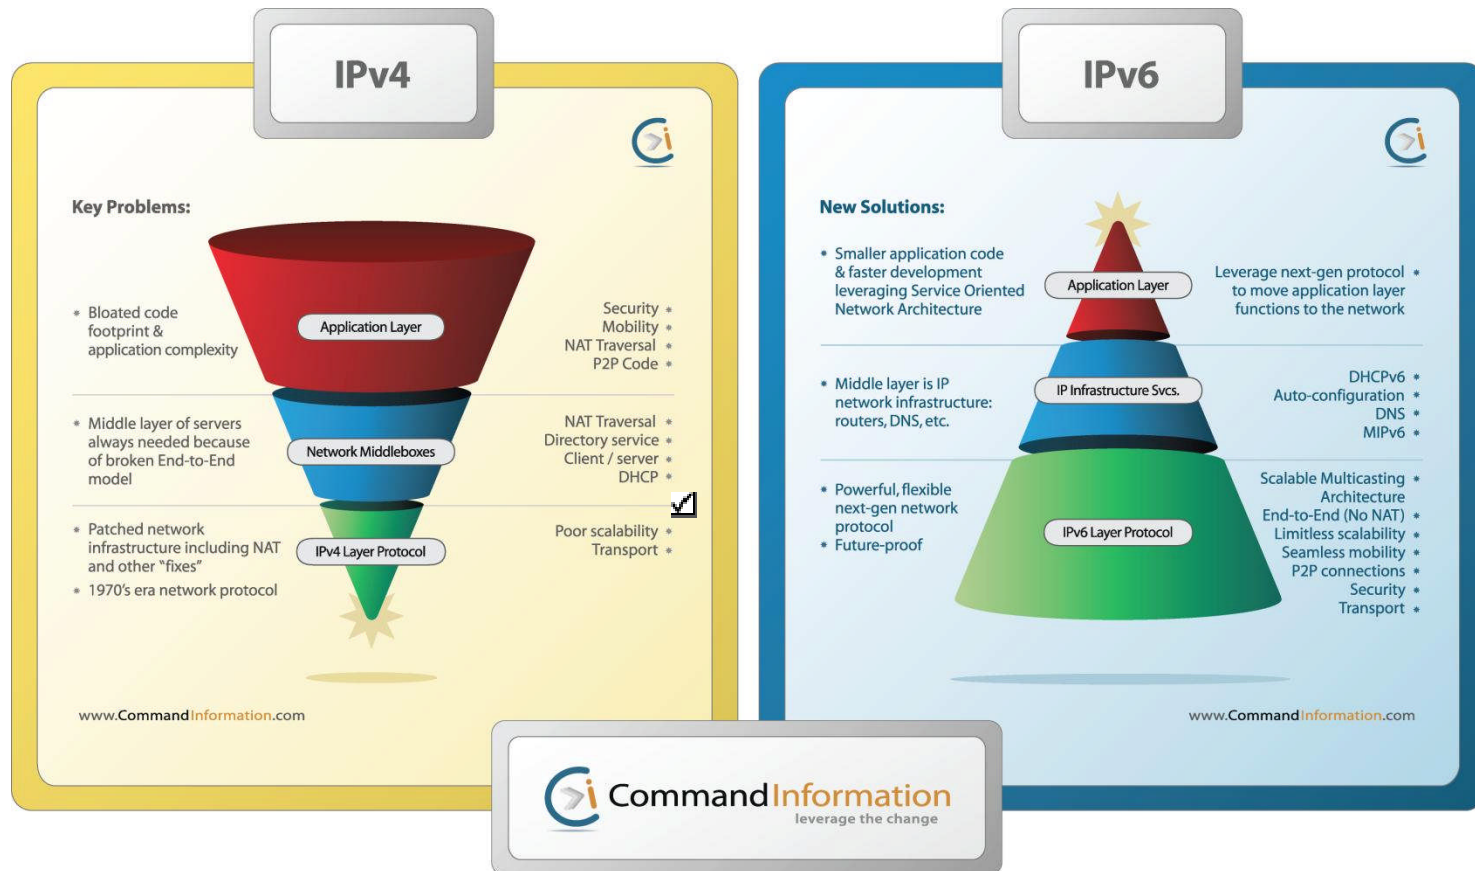 IPv4
Key Problems:
* Bloated code
footprint &
application complexity
Application Layer
Security *
Mobility *
NAT Traversal *
P2P Code *
* Middle layer of servers
always needed because
of broken End-to-End
model
Network Middleboxes
NAT Traversal *
Directory service *
Client / server *
DHCP *
* Patched network
infrastructure including NAT
and other "fixes"
* 1970's era network protocol
IPv4 Layer Protocol
Poor scalability *
Transport *
www.CommandInformation.com
IPv6
New Solutions:
* Smaller application code
& faster development
leveraging Service Oriented
Network Architecture
Application Layer
Leverage next-gen protocol *
to move application layer
functions to the network
* Middle layer is IP
network infrastructure:
routers, DNS, etc.
IP Infrastructure Svcs.
DHCPv6 *
Auto-configuration *
DNS *
MIPv6 *
* Powerful, flexible
next-gen network
protocol
* Future-proof
IPv6 Layer Protocol
Scalable Multicasting *
Architecture
End-to-End (No NAT) *
Limitless scalability *
Seamless mobility *
P2P connections *
Security *
Transport *
www.CommandInformation.com
CommandInformation
leverage the change